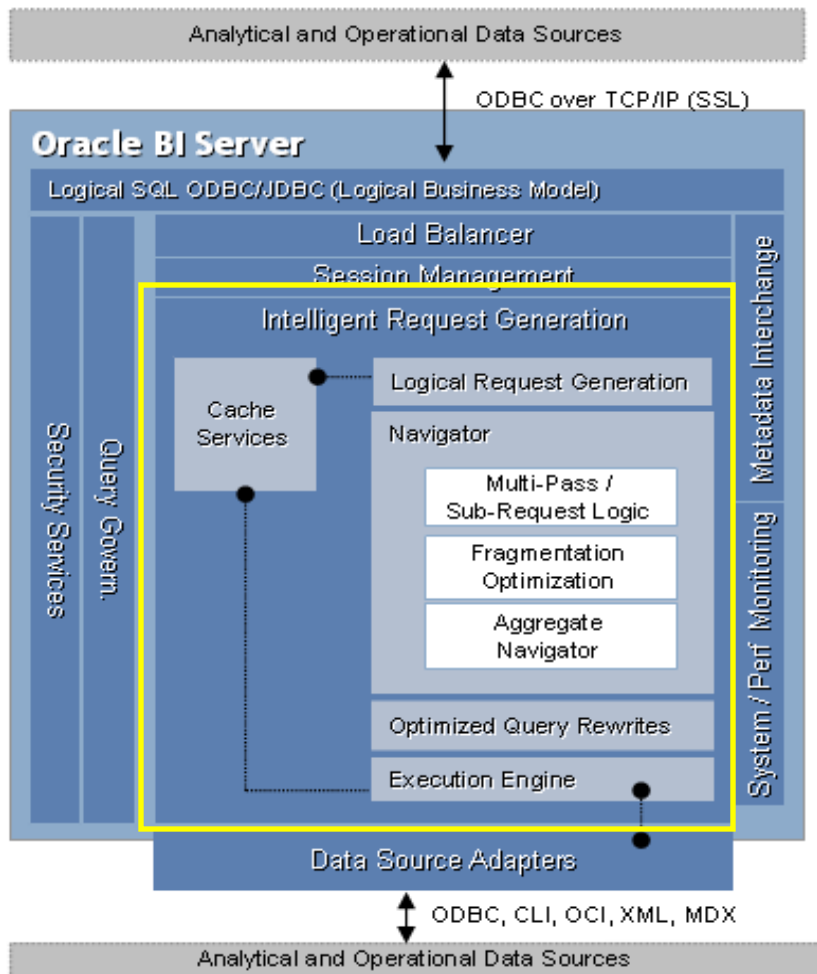 Analytical and Operational Data Sources
ODBC over TCP/IP (SSL)
Oracle BI Server
Logical SQL ODBC/JDBC (Logical Business Model)
Load Balancer
Session Management
Intelligent Request Generation
Security Services
Query Govern.
Cache
Services
Logical Request Generation
Navigator
Multi-Pass /
Sub-Request Logic
Fragmentation
Optimization
Aggregate
Navigator
Optimized Query Rewrites
Execution Engine
Metadata Interchange
System / Perf Monitoring
Data Source Adapters
ODBC, CLI, OCI, XML, MDX
Analytical and Operational Data Sources